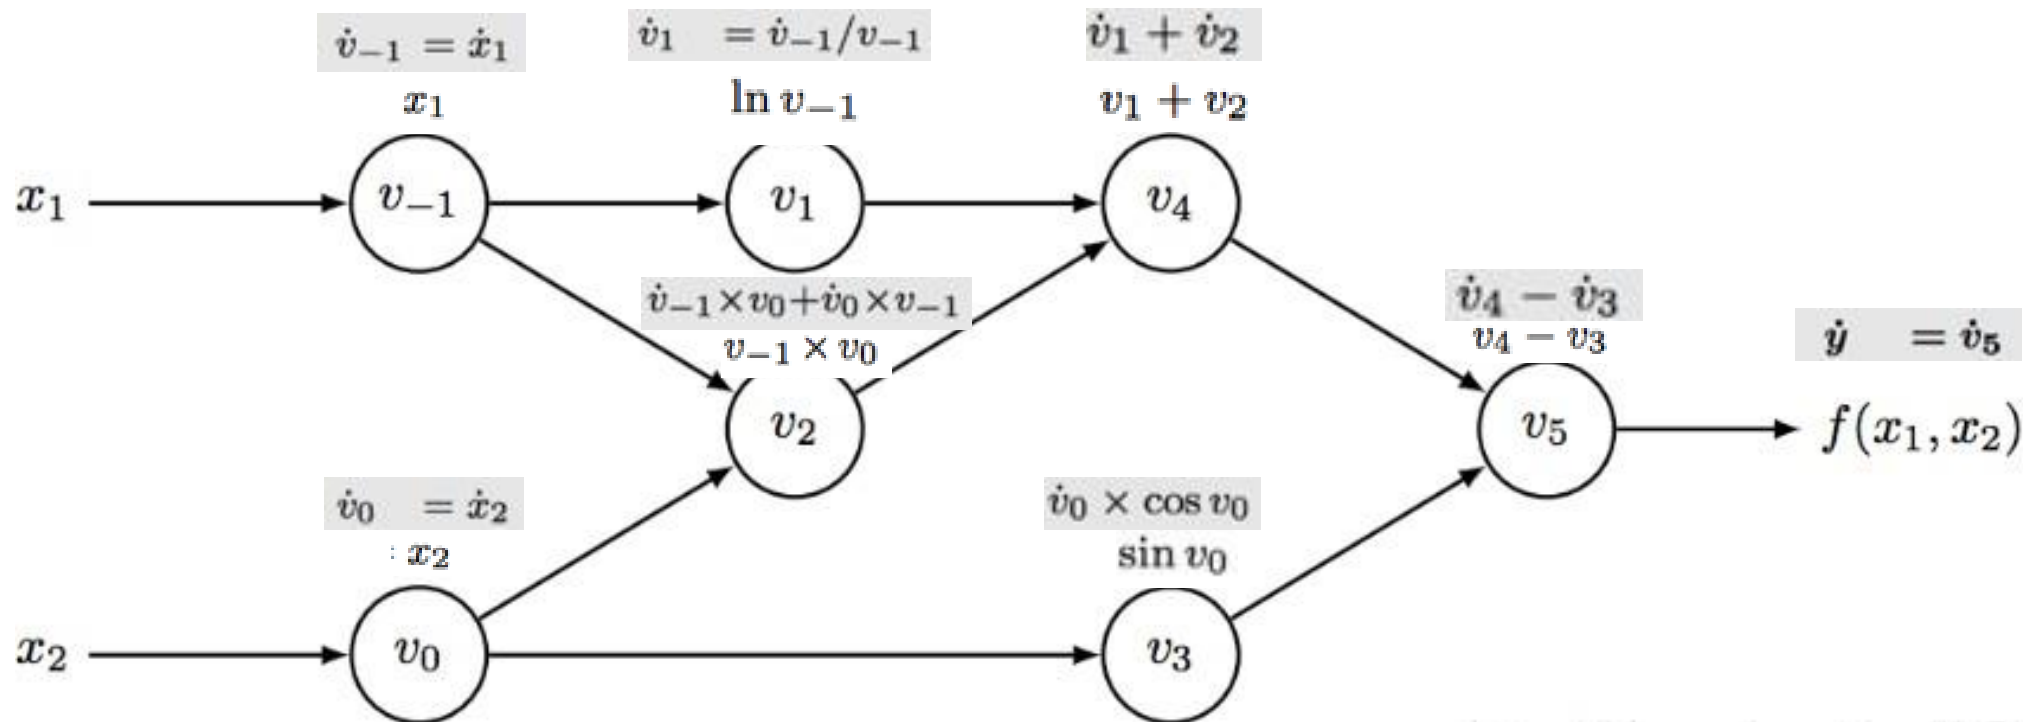 v̇₋₁ = ẋ₁
x₁
v̇₁ = v̇₋₁/v₋₁
ln v₋₁
v̇₁ + v̇₂
v₁ + v₂
x₁
v₋₁
v₁
v₄
v̇₋₁×v₀+v̇₀×v₋₁
v₋₁ × v₀
v₂
v̇₄ − v̇₃
v₄ − v₃
v₅
ẏ = v̇₅
f(x₁, x₂)
v̇₀ = ẋ₂
: x₂
v̇₀ × cos v₀
sin v₀
x₂
v₀
v₃